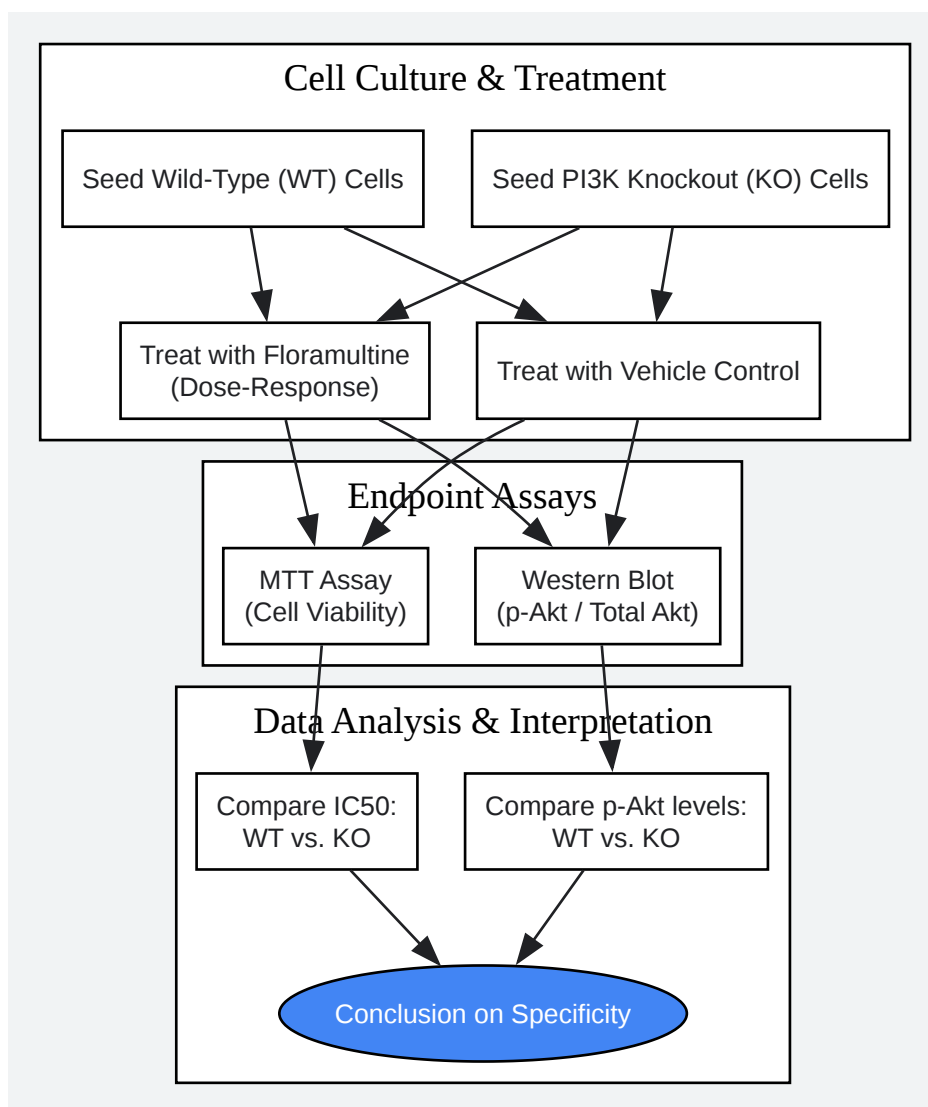 Cell Culture & Treatment
Seed Wild-Type (WT) Cells
Seed PI3K Knockout (KO) Cells
Treat with Floramultine
(Dose-Response)
Treat with Vehicle Control
Endpoint Assays
MTT Assay
(Cell Viability)
Western Blot
(p-Akt / Total Akt)
Data Analysis & Interpretation
Compare IC50:
WT vs. KO
Compare p-Akt levels:
WT vs. KO
Conclusion on Specificity